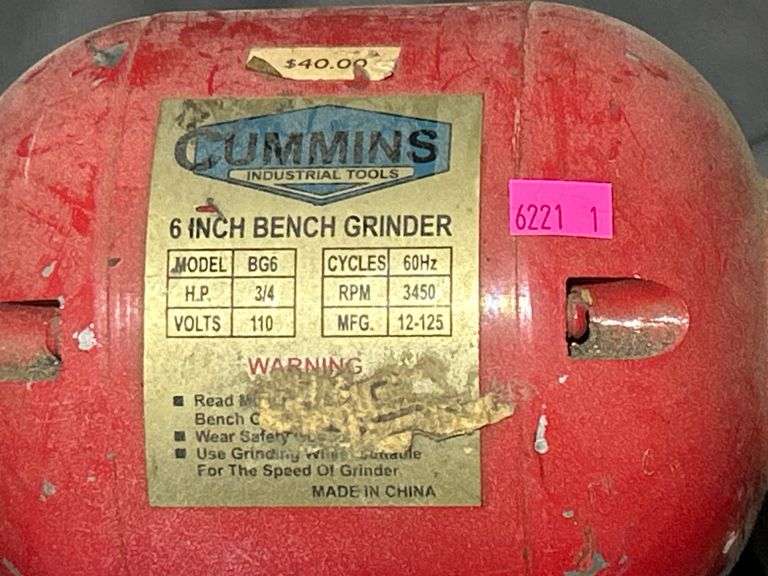 $40.00
CUMMINS
INDUSTRIAL TOOLS
6 INCH BENCH GRINDER
6221 1
MODEL BG6 CYCLES 60Hz
H.P. 3/4 RPM 3450
VOLTS 110 MFG. 12-125
WARNING
■ Read
Bench
■ Wear Safety
■ Use Grinding Suitable
For The Speed Of Grinder
MADE IN CHINA